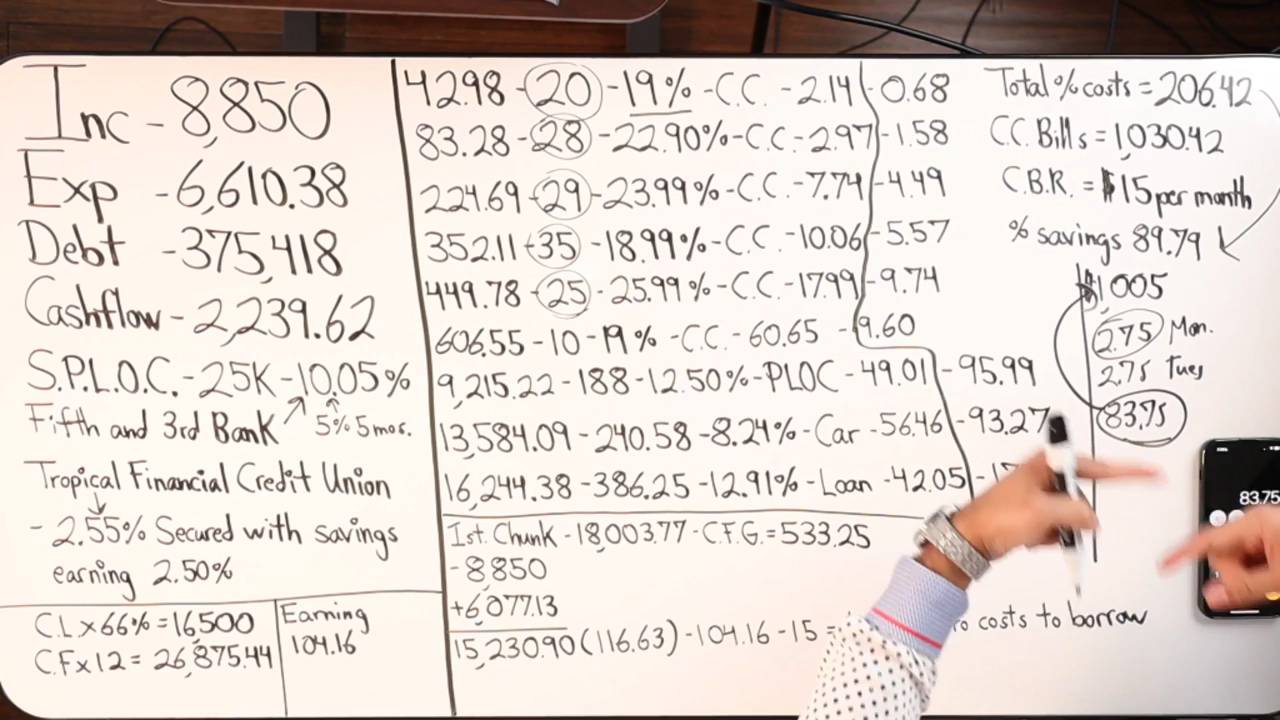 Inc - 8,850
Exp - 6,610.38
Debt - 375,418
Cashflow - 2,239.62
S.P.L.O.C. - 25K - 10.05%
Fifth and 3rd Bank 5% 5 mos.
Tropical Financial Credit Union
- 2.55% Secured with savings
earning 2.50%
C.L x 66% = 16,500
C.F x 12 = 26,875.44
Earning
104.16
42.98 - 20 - 19% - C.C. - 2.14 - 0.68
83.28 - 28 - 22.90% - C.C. - 2.97 - 1.58
224.69 - 29 - 23.99% - C.C. - 7.74 - 4.49
352.11 - 35 - 18.99% - C.C. - 10.06 - 5.57
449.78 - 25 - 25.99% - C.C. - 17.99 - 9.74
606.55 - 10 - 19% - C.C. - 60.65 - 9.60
9,215.22 - 188 - 12.50% - PLOC - 49.01 - 95.99
13,584.09 - 240.58 - 8.24% - Car - 56.46 - 93.27
16,244.38 - 386.25 - 12.91% - Loan - 42.05
1st. Chunk - 18,003.77 - C.F.G. = 533.25
- 8,850
+ 6,077.13
15,230.90 (116.63) - 104.16 - 15 = costs to borrow
Total % costs = 206.42
C.C. Bills = 1,030.42
C.B.R. = $15 per month
% savings 89.79
$1,005
2.75 Mon.
2.75 Tues
83.75
83.75